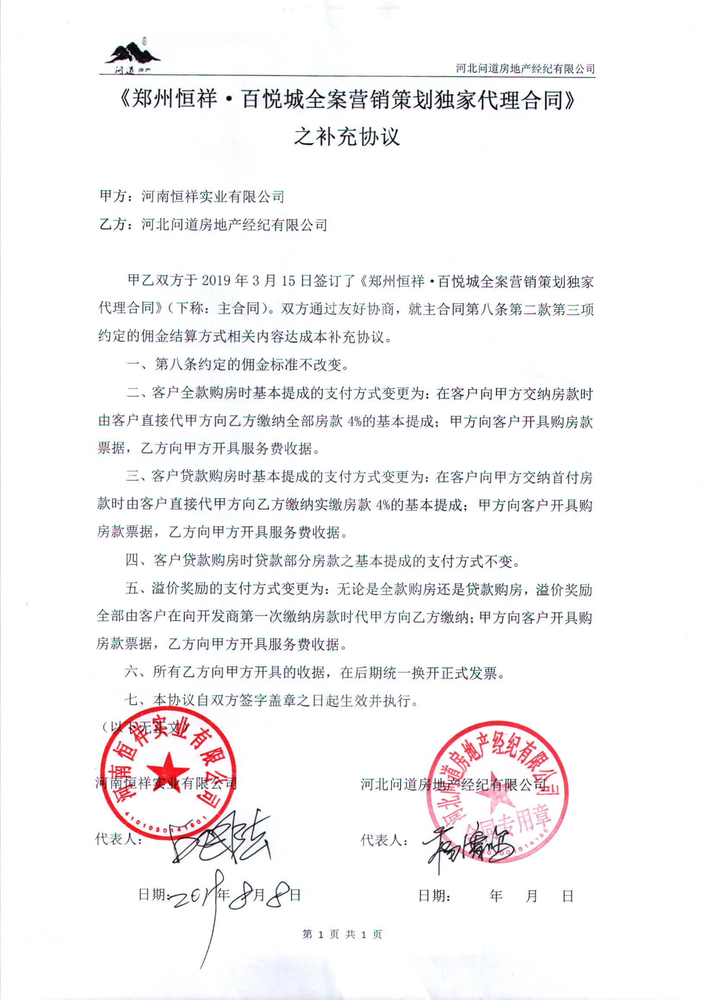 问道 房产
河北问道房地产经纪有限公司
《郑州恒祥·百悦城全案营销策划独家代理合同》
之补充协议
甲方：河南恒祥实业有限公司
乙方：河北问道房地产经纪有限公司
甲乙双方于 2019 年 3 月 15 日签订了《郑州恒祥·百悦城全案营销策划独家
代理合同》（下称：主合同）。双方通过友好协商，就主合同第八条第二款第三项
约定的佣金结算方式相关内容达成本补充协议。
一、第八条约定的佣金标准不改变。
二、客户全款购房时基本提成的支付方式变更为：在客户向甲方交纳房款时
由客户直接代甲方向乙方缴纳全部房款 4%的基本提成；甲方向客户开具购房款
票据，乙方向甲方开具服务费收据。
三、客户贷款购房时基本提成的支付方式变更为：在客户向甲方交纳首付房
款时由客户直接代甲方向乙方缴纳实缴房款 4%的基本提成；甲方向客户开具购
房款票据，乙方向甲方开具服务费收据。
四、客户贷款购房时贷款部分房款之基本提成的支付方式不变。
五、溢价奖励的支付方式变更为：无论是全款购房还是贷款购房，溢价奖励
全部由客户在向开发商第一次缴纳房款时代甲方向乙方缴纳；甲方向客户开具购
房款票据，乙方向甲方开具服务费收据。
六、所有乙方向甲方开具的收据，在后期统一换开正式发票。
七、本协议自双方签字盖章之日起生效并执行。
（以下无正文）
河南恒祥实业有限公司
4101050141601
河北问道房地产经纪有限公司
合同专用章
河南恒祥实业有限公司 河北问道房地产经纪有限公司
代表人： 代表人：
日期：2019年8月8日 日期： 年 月 日
第 1 页 共 1 页